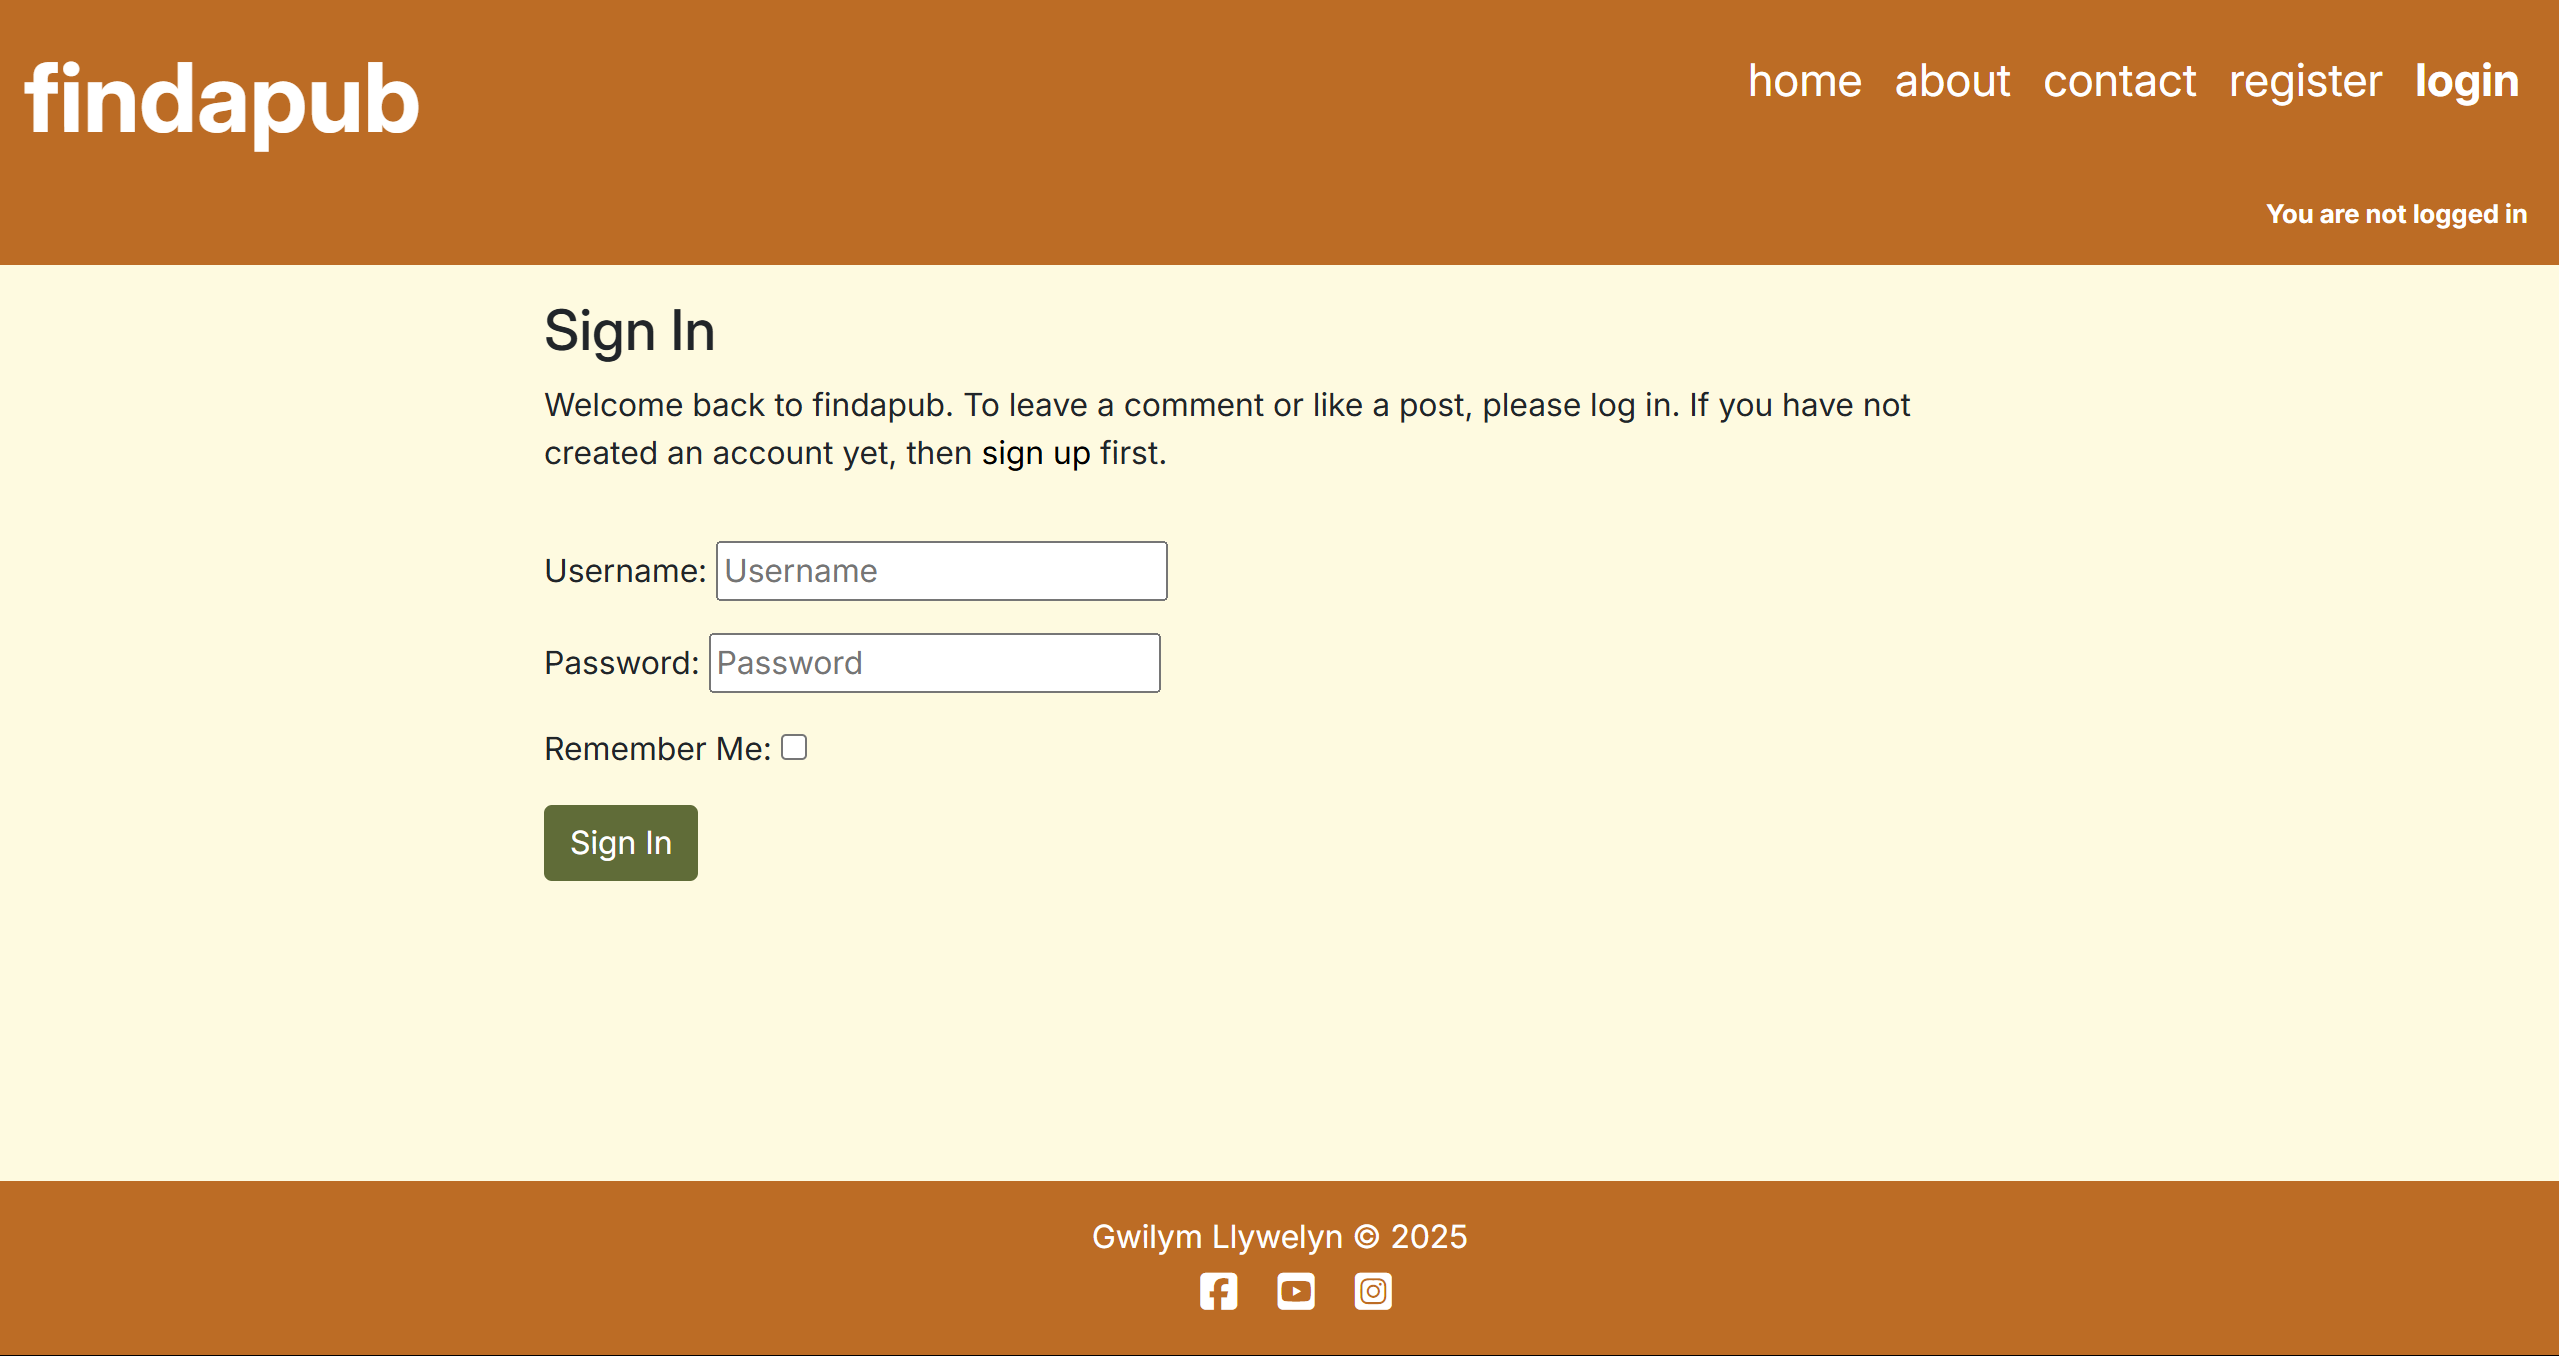 findapub
home about contact register login
You are not logged in
Sign In
Welcome back to findapub. To leave a comment or like a post, please log in. If you have not
created an account yet, then sign up first.
Username: Username
Password: Password
Remember Me:
Sign In
Gwilym Llywelyn © 2025